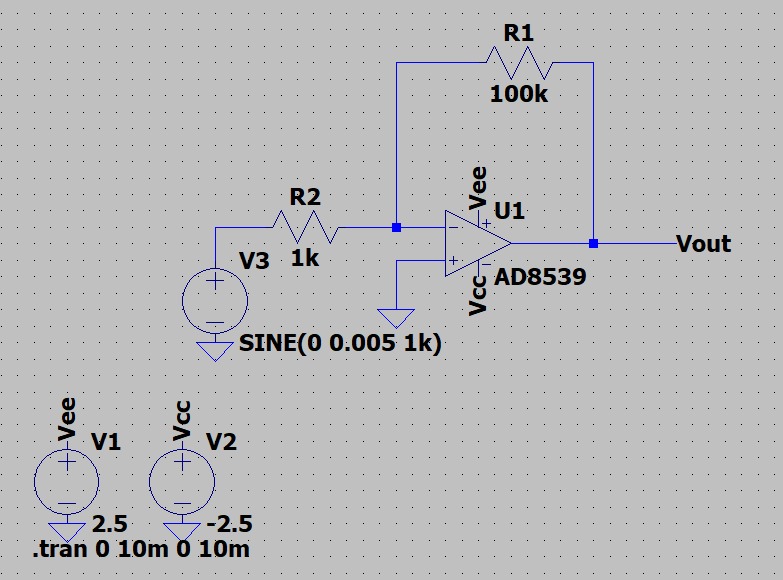 R1
100k
Vee
R2
U1
1k
V3
Vout
AD8539
Vcc
SINE(0 0.005 1k)
Vee
Vcc
V1
V2
2.5
-2.5
.tran 0 10m 0 10m